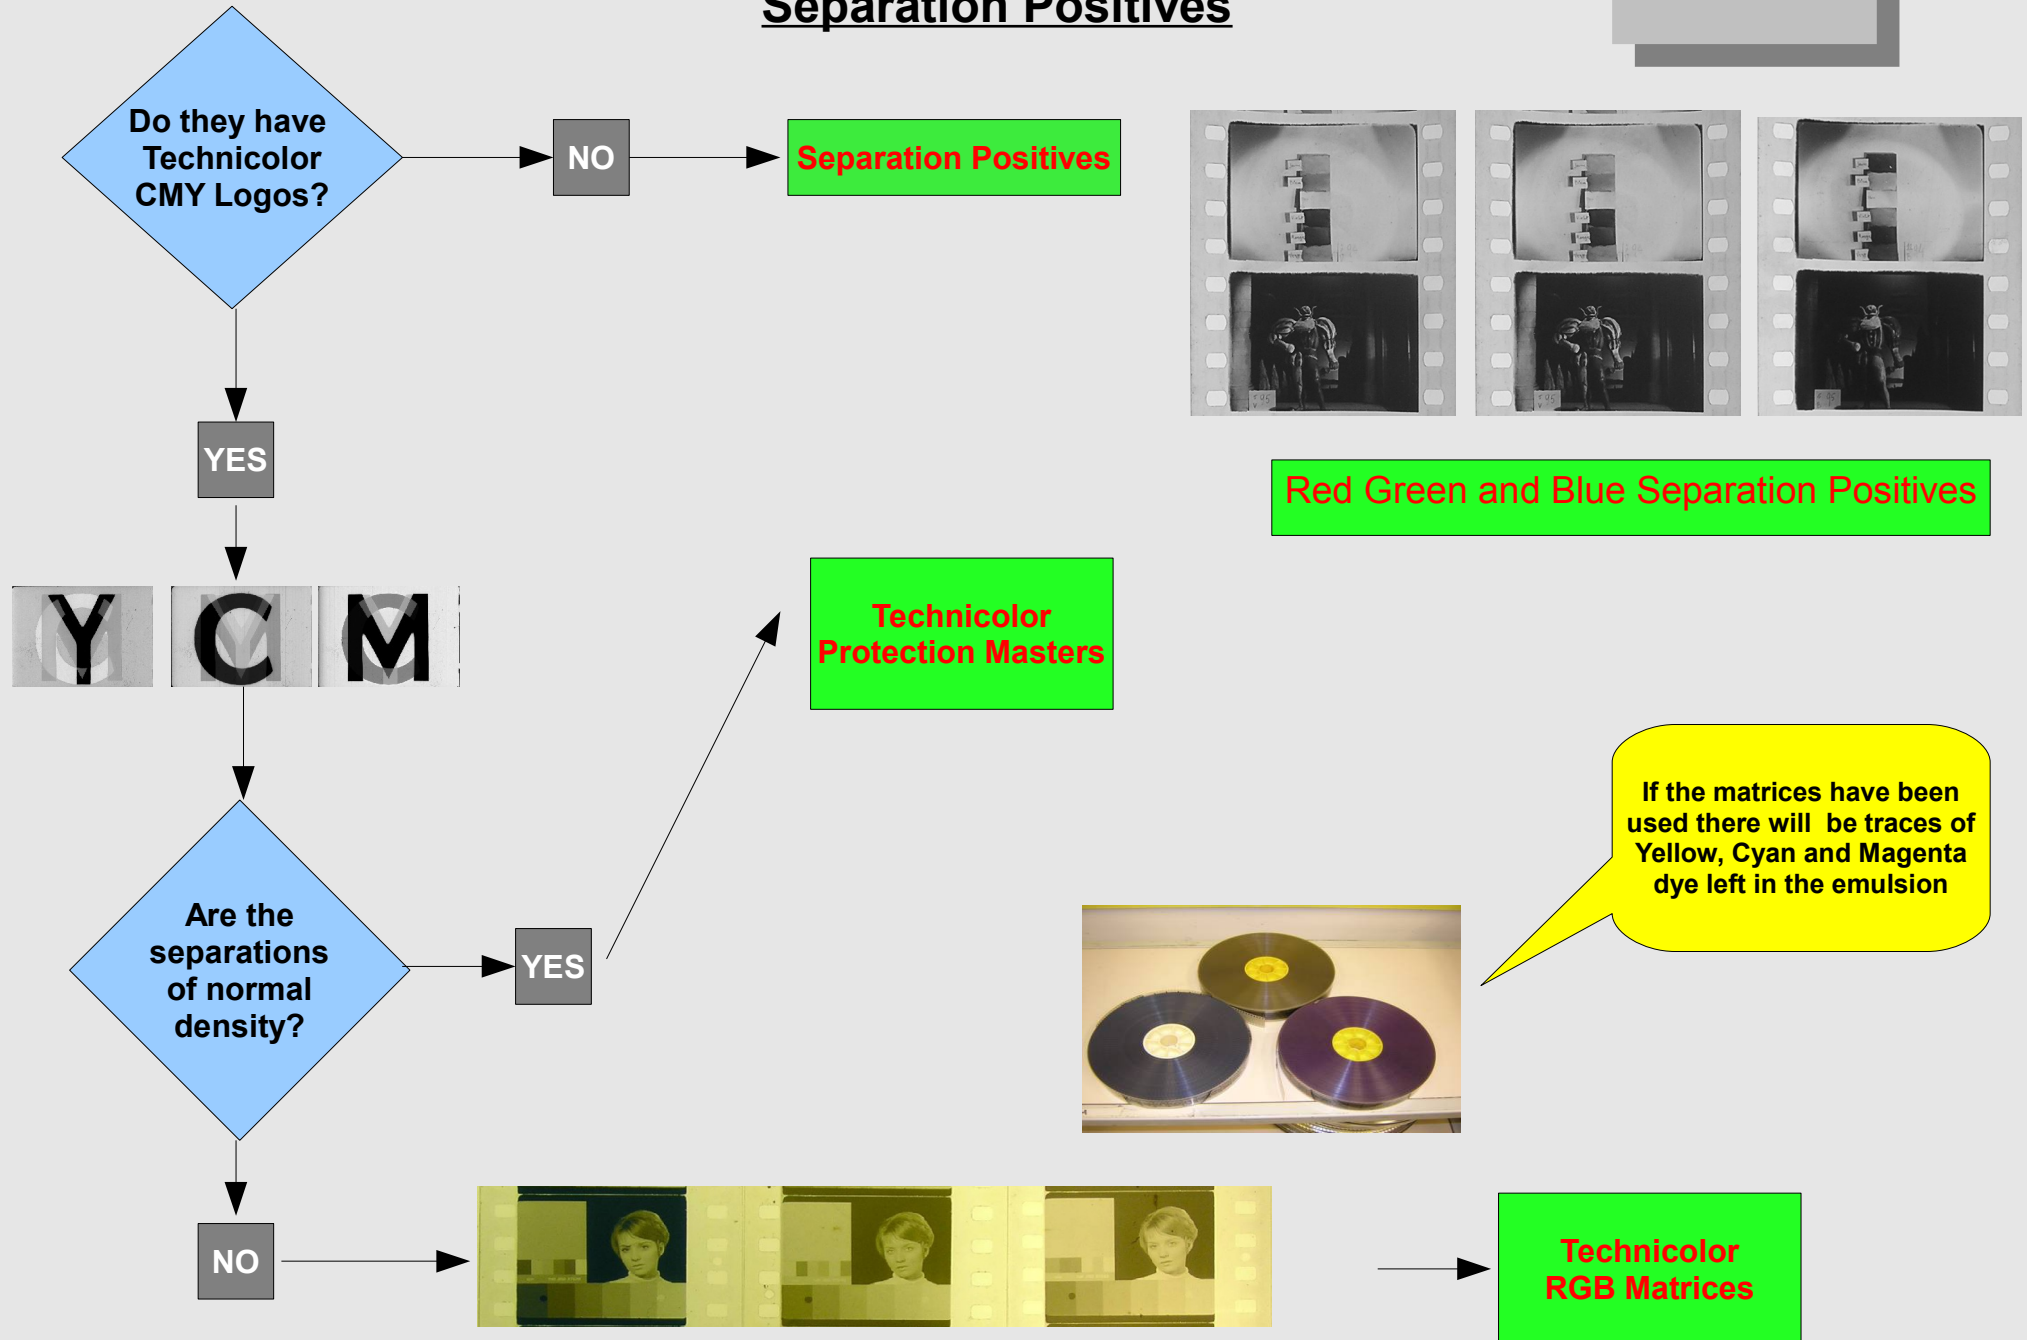 Separation Positives
Do they have
Technicolor
CMY Logos?
NO
Separation Positives
Red Green and Blue Separation Positives
YES
Y C M
Technicolor
Protection Masters
If the matrices have been
used there will  be traces of
Yellow, Cyan and Magenta
dye left in the emulsion
Are the
separations
of normal
density?
YES
NO
Technicolor
RGB Matrices